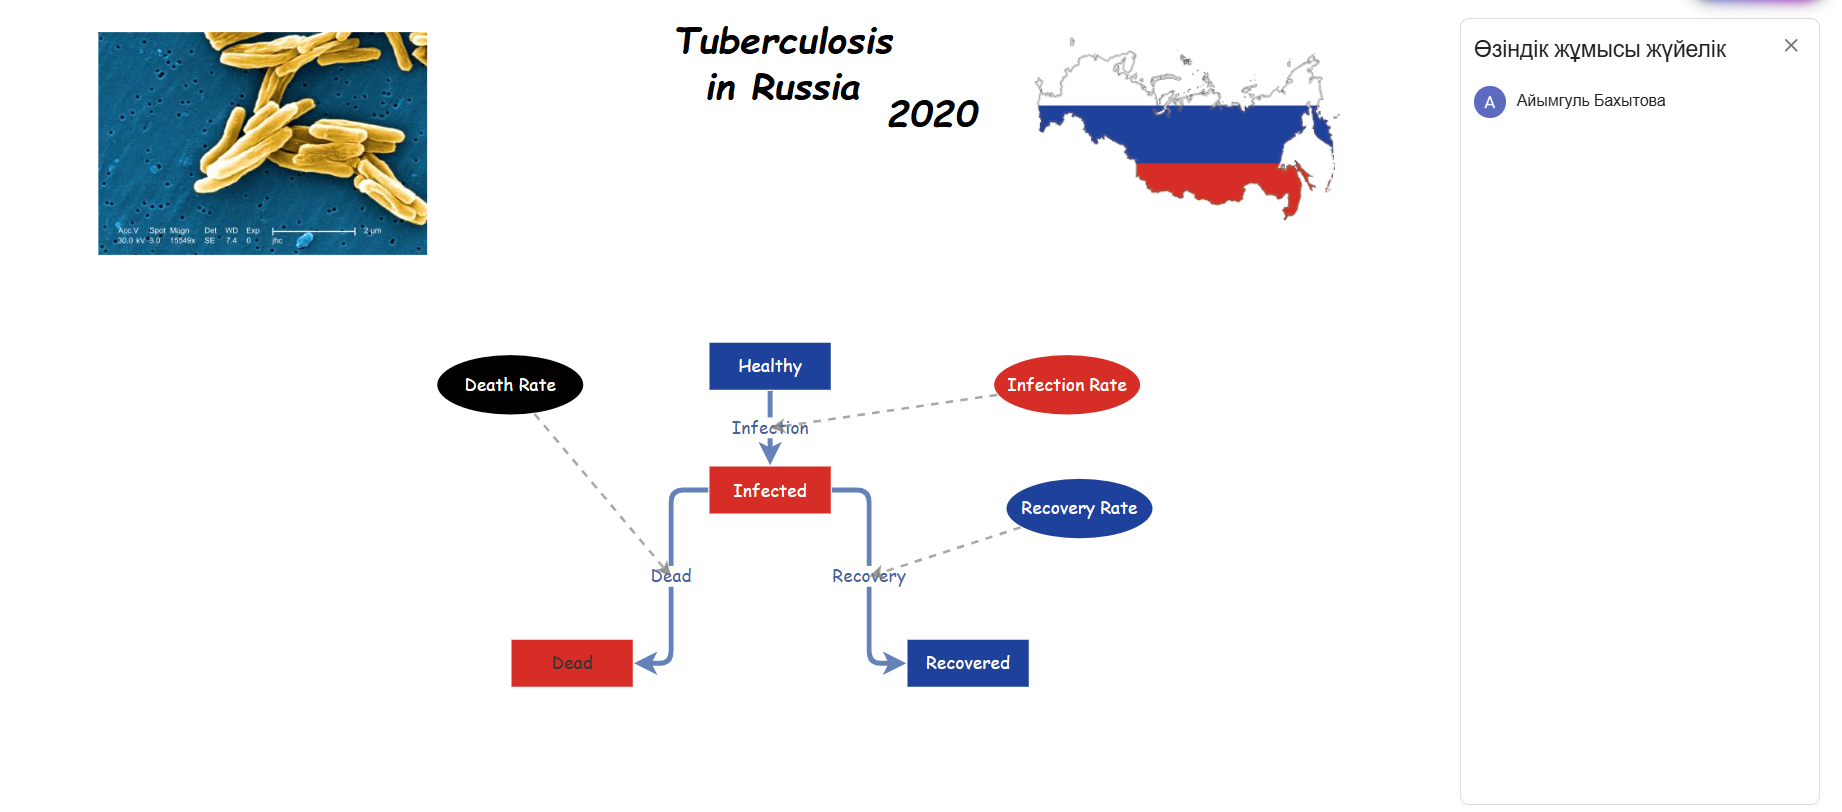 Tuberculosis
in Russia
2020
Acc.V Spot Magn Det WD Exp 2 µm
30.0 kV 3.0 15549x SE 7.4 0 jhc
Healthy
Death Rate
Infection Rate
Infection
Infected
Recovery Rate
Dead
Recovery
Dead
Recovered
Өзіндік жұмысы жүйелік
А
Айымгуль Бахытова